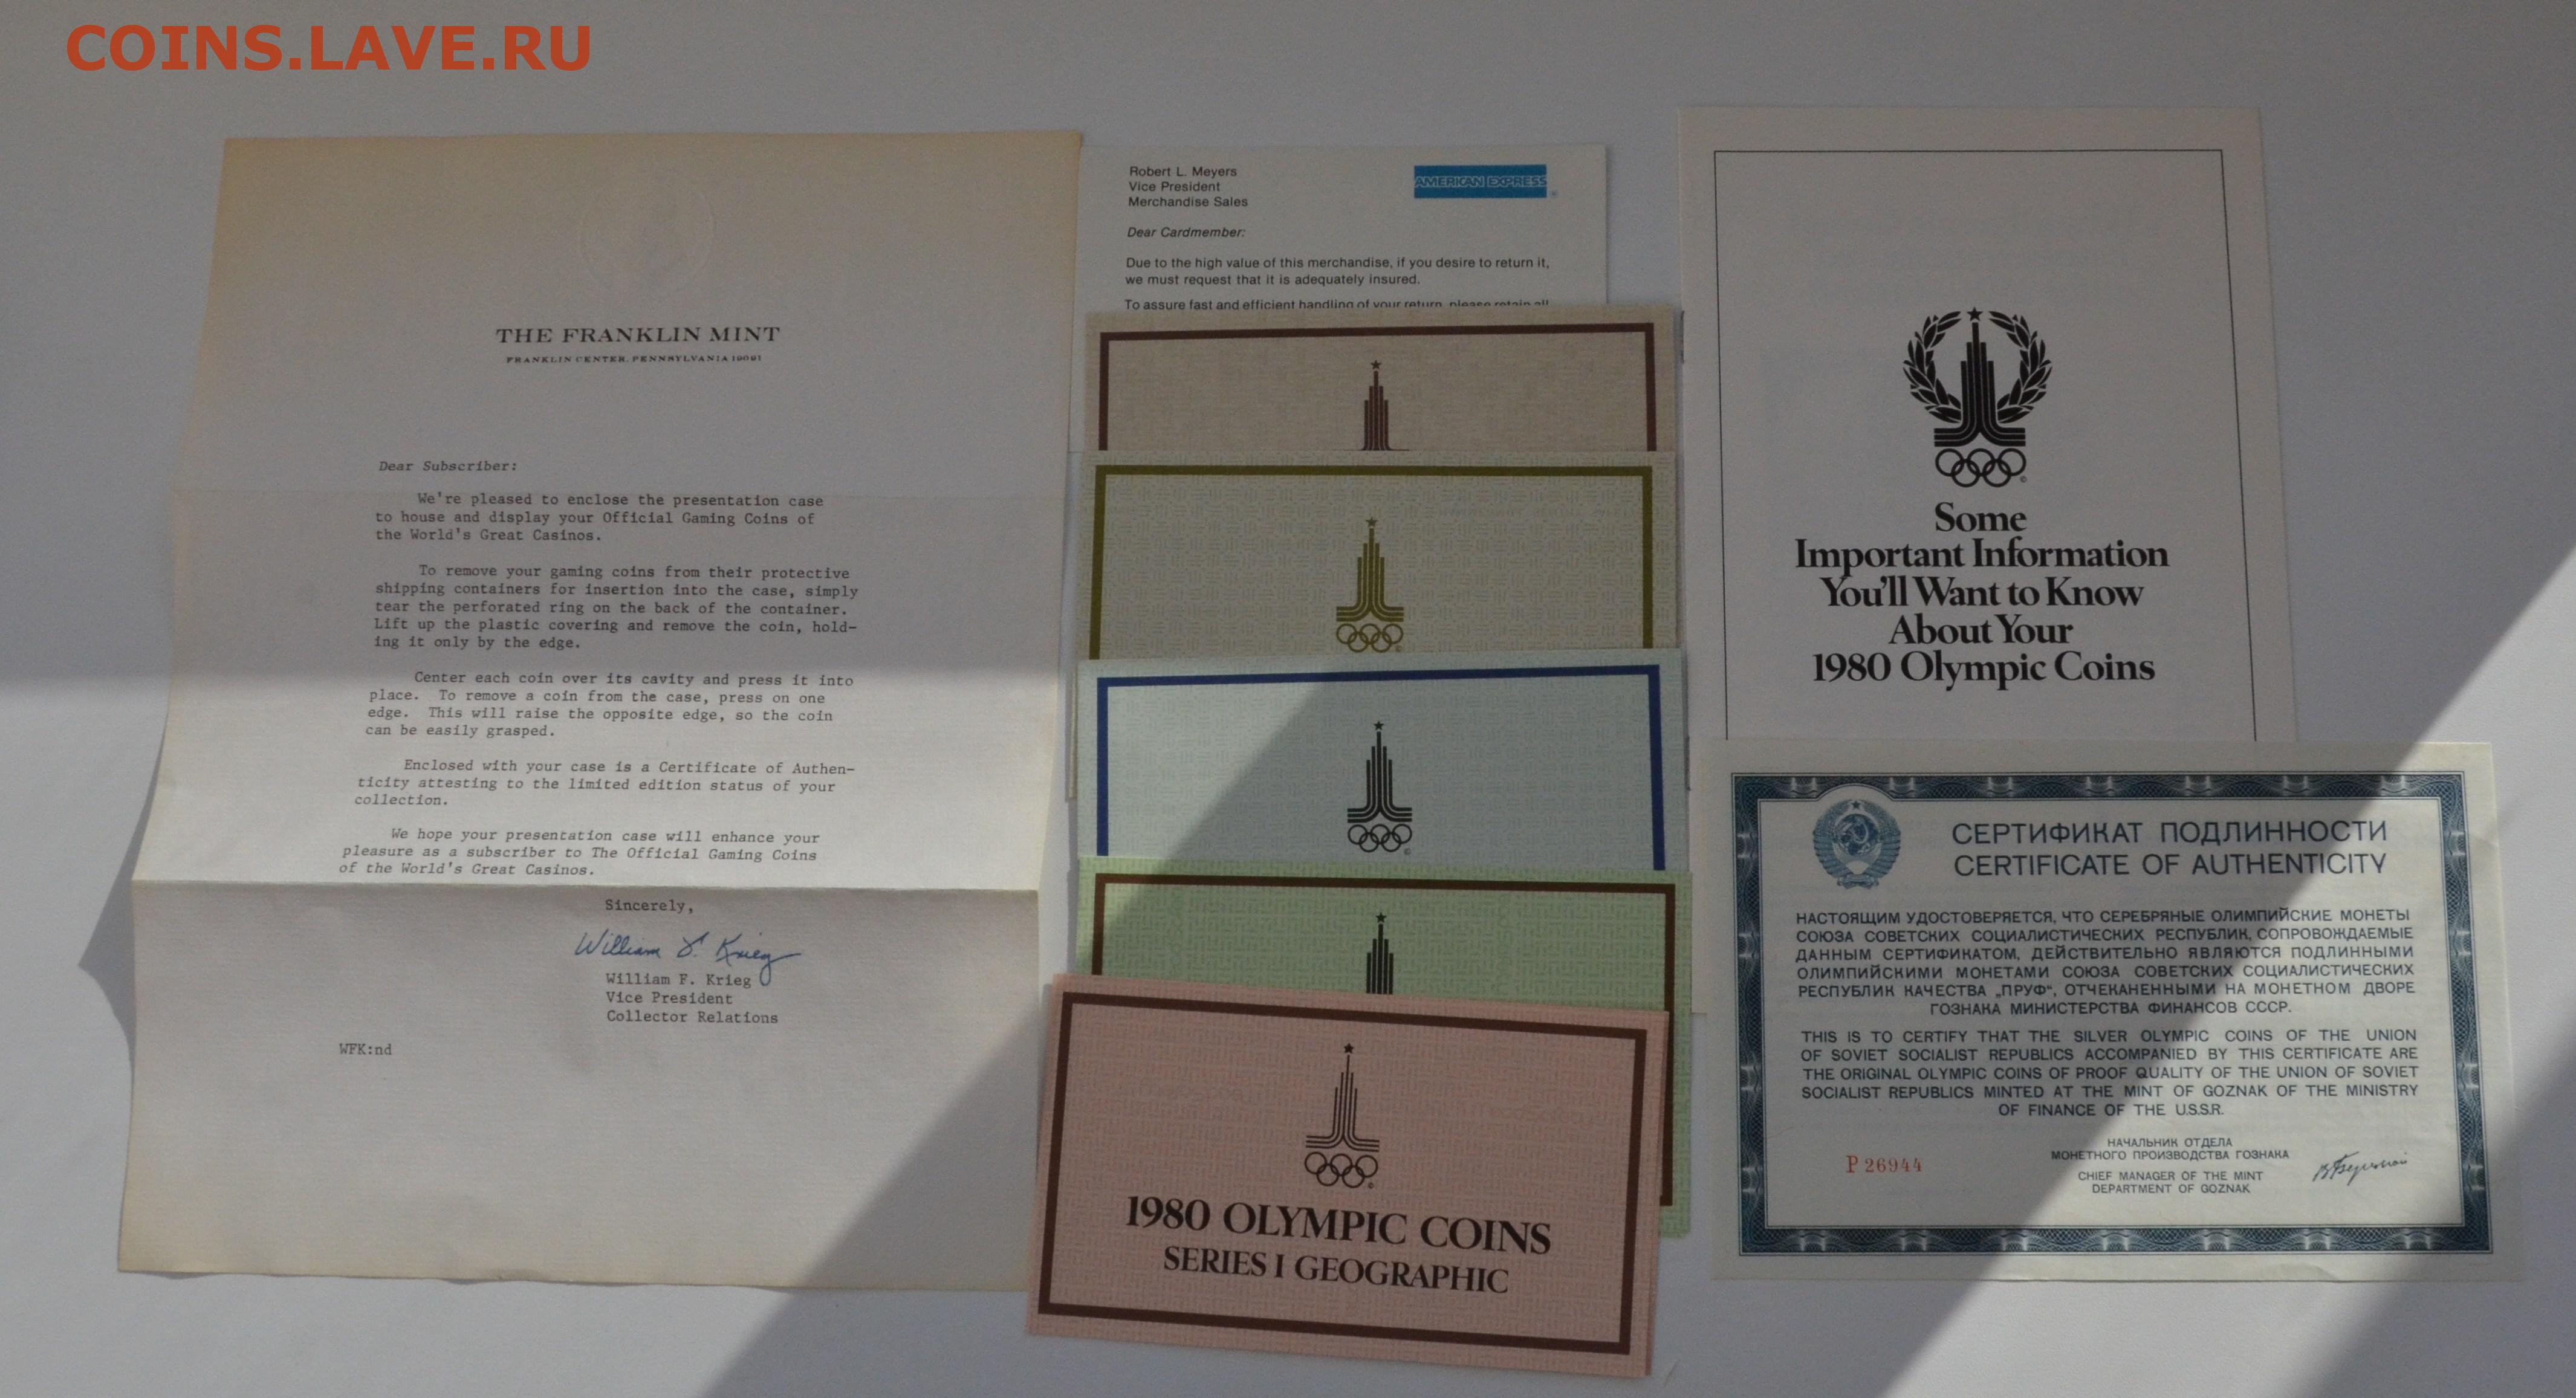 COINS.LAVE.RU
THE FRANKLIN MINT
FRANKLIN CENTER, PENNSYLVANIA 19091
Dear Subscriber:
We're pleased to enclose the presentation case
to house and display your Official Gaming Coins of
the World's Great Casinos.
To remove your gaming coins from their protective
shipping containers for insertion into the case, simply
tear the perforated ring on the back of the container.
Lift up the plastic covering and remove the coin, hold-
ing it only by the edge.
Center each coin over its cavity and press it into
place. To remove a coin from the case, press on one
edge. This will raise the opposite edge, so the coin
can be easily grasped.
Enclosed with your case is a Certificate of Authen-
ticity attesting to the limited edition status of your
collection.
We hope your presentation case will enhance your
pleasure as a subscriber to The Official Gaming Coins
of the World's Great Casinos.
Sincerely,
William F. Krieg
William F. Krieg
Vice President
Collector Relations
WFK:nd
Robert L. Meyers
Vice President
Merchandise Sales
AMERICAN EXPRESS
Dear Cardmember:
Due to the high value of this merchandise, if you desire to return it,
we must request that it is adequately insured.
To assure fast and efficient handling of your return, please retain all
1980 OLYMPIC COINS
SERIES I GEOGRAPHIC
Some
Important Information
You'll Want to Know
About Your
1980 Olympic Coins
СЕРТИФИКАТ ПОДЛИННОСТИ
CERTIFICATE OF AUTHENTICITY
НАСТОЯЩИМ УДОСТОВЕРЯЕТСЯ, ЧТО СЕРЕБРЯНЫЕ ОЛИМПИЙСКИЕ МОНЕТЫ
СОЮЗА СОВЕТСКИХ СОЦИАЛИСТИЧЕСКИХ РЕСПУБЛИК, СОПРОВОЖДАЕМЫЕ
ДАННЫМ СЕРТИФИКАТОМ, ДЕЙСТВИТЕЛЬНО ЯВЛЯЮТСЯ ПОДЛИННЫМИ
ОЛИМПИЙСКИМИ МОНЕТАМИ СОЮЗА СОВЕТСКИХ СОЦИАЛИСТИЧЕСКИХ
РЕСПУБЛИК КАЧЕСТВА „ПРУФ“, ОТЧЕКАНЕННЫМИ НА МОНЕТНОМ ДВОРЕ
ГОЗНАКА МИНИСТЕРСТВА ФИНАНСОВ СССР.
THIS IS TO CERTIFY THAT THE SILVER OLYMPIC COINS OF THE UNION
OF SOVIET SOCIALIST REPUBLICS ACCOMPANIED BY THIS CERTIFICATE ARE
THE ORIGINAL OLYMPIC COINS OF PROOF QUALITY OF THE UNION OF SOVIET
SOCIALIST REPUBLICS MINTED AT THE MINT OF GOZNAK OF THE MINISTRY
OF FINANCE OF THE U.S.S.R.
Р 26944
НАЧАЛЬНИК ОТДЕЛА
МОНЕТНОГО ПРОИЗВОДСТВА ГОЗНАКА
CHIEF MANAGER OF THE MINT
DEPARTMENT OF GOZNAK